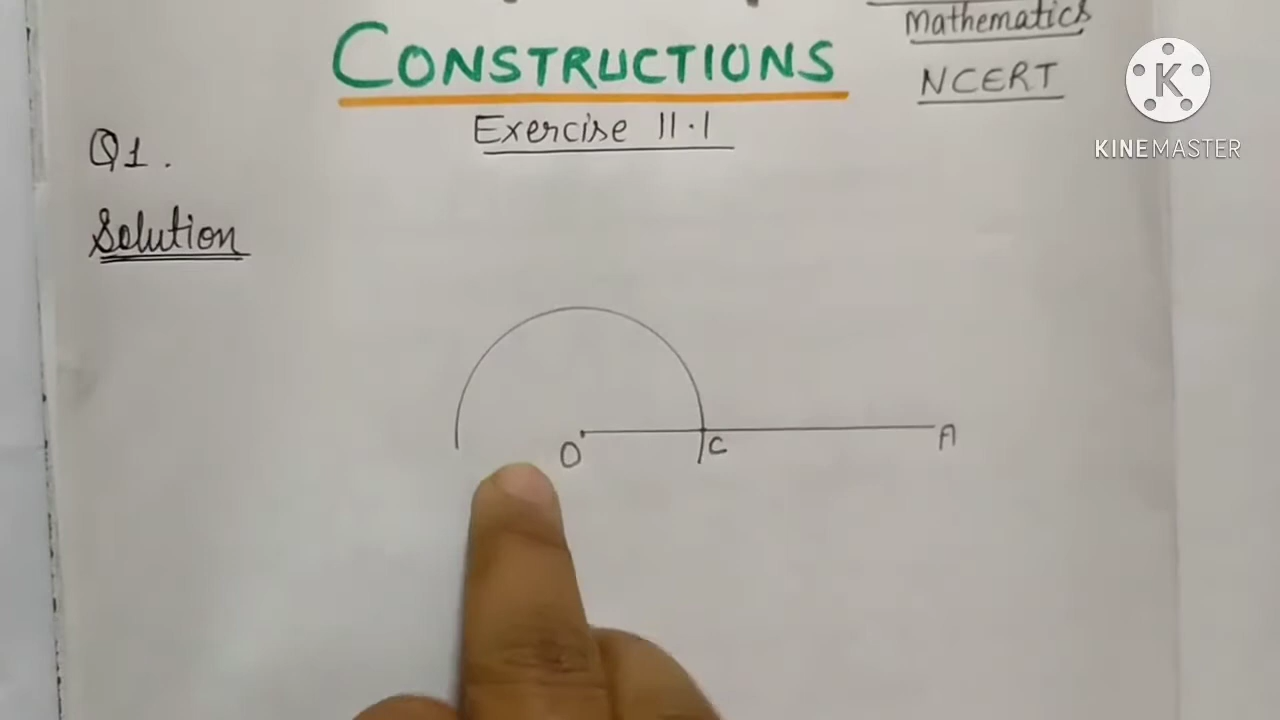 CONSTRUCTIONS
Mathematics
NCERT
K
KINEMASTER
Exercise 11.1
Q1.
Solution
O
C
A